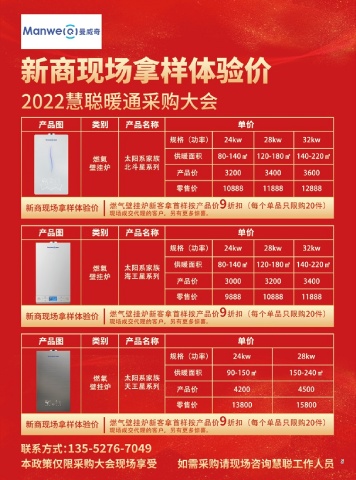 Manwe 曼威奇
新商现场拿样体验价
2022慧聪暖通采购大会
产品图 类别 产品名称 单价
燃氣壁挂炉 太阳系家族北斗星系列
规格（功率） 24kw 28kw 32kw
供暖面积 80-140㎡ 120-180㎡ 140-220㎡
产品价 3200 3400 3600
零售价 10888 11888 12888
新商现场拿样体验价 燃气壁挂炉新客拿首样按产品价9折扣（每个单品只限购20件）
现场成交代理的客户，另有更多惊喜。
产品图 类别 产品名称 单价
燃氣壁挂炉 太阳系家族海王星系列
规格（功率） 24kw 28kw 32kw
供暖面积 80-140㎡ 120-180㎡ 140-220㎡
产品价 3000 3200 3400
零售价 9888 10888 11888
新商现场拿样体验价 燃气壁挂炉新客拿首样按产品价9折扣（每个单品只限购20件）
现场成交代理的客户，另有更多惊喜。
产品图 类别 产品名称 单价
燃氣壁挂炉 太阳系家族天王星系列
规格（功率） 24kw 28kw
供暖面积 90-150㎡ 150-240㎡
产品价 4200 4500
零售价 13800 15800
新商现场拿样体验价 燃气壁挂炉新客拿首样按产品价9折扣（每个单品只限购20件）
现场成交代理的客户，另有更多惊喜。
联系方式:135-5276-7049
本政策仅限采购大会现场享受 如需采购请现场咨询慧聪工作人员